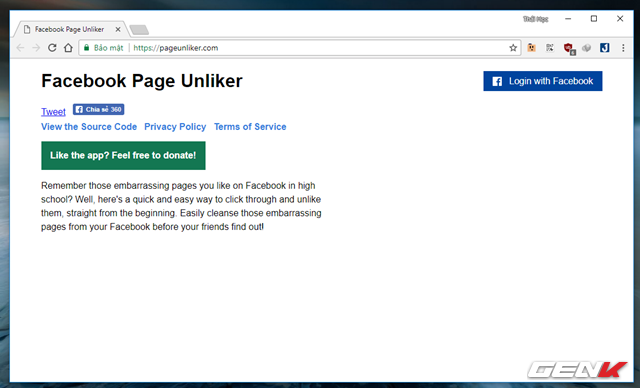 Facebook Page Unliker
Bảo mật
https://pageunliker.com
Facebook Page Unliker
Login with Facebook
Tweet
Chia sẻ 360
View the Source Code Privacy Policy Terms of Service
Like the app? Feel free to donate!
Remember those embarrassing pages you like on Facebook in high
school? Well, here's a quick and easy way to click through and unlike
them, straight from the beginning. Easily cleanse those embarrassing
pages from your Facebook before your friends find out!
GENK